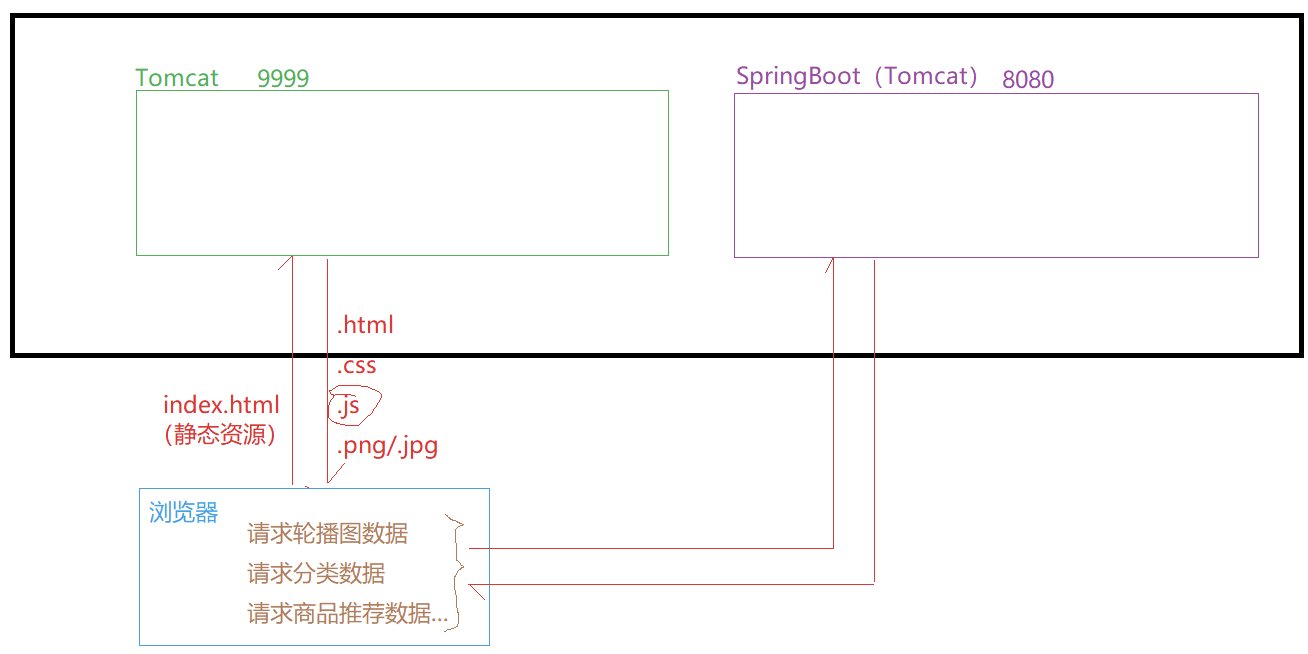 Tomcat 9999
SpringBoot（Tomcat） 8080
.html
.css
.js
.png/.jpg
index.html
（静态资源）
浏览器
请求轮播图数据
请求分类数据
请求商品推荐数据...